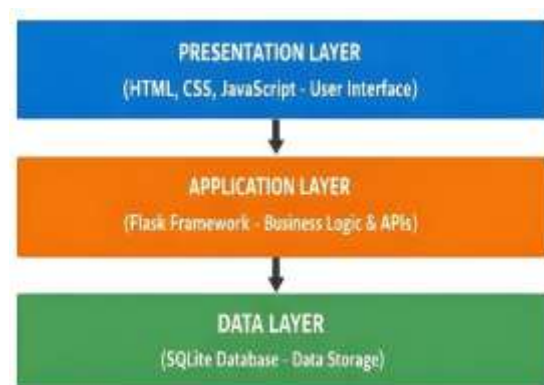 PRESENTATION LAYER
(HTML, CSS, JavaScript - User Interface)
APPLICATION LAYER
(Flask Framework - Business Logic & APIs)
DATA LAYER
(SQLite Database - Data Storage)